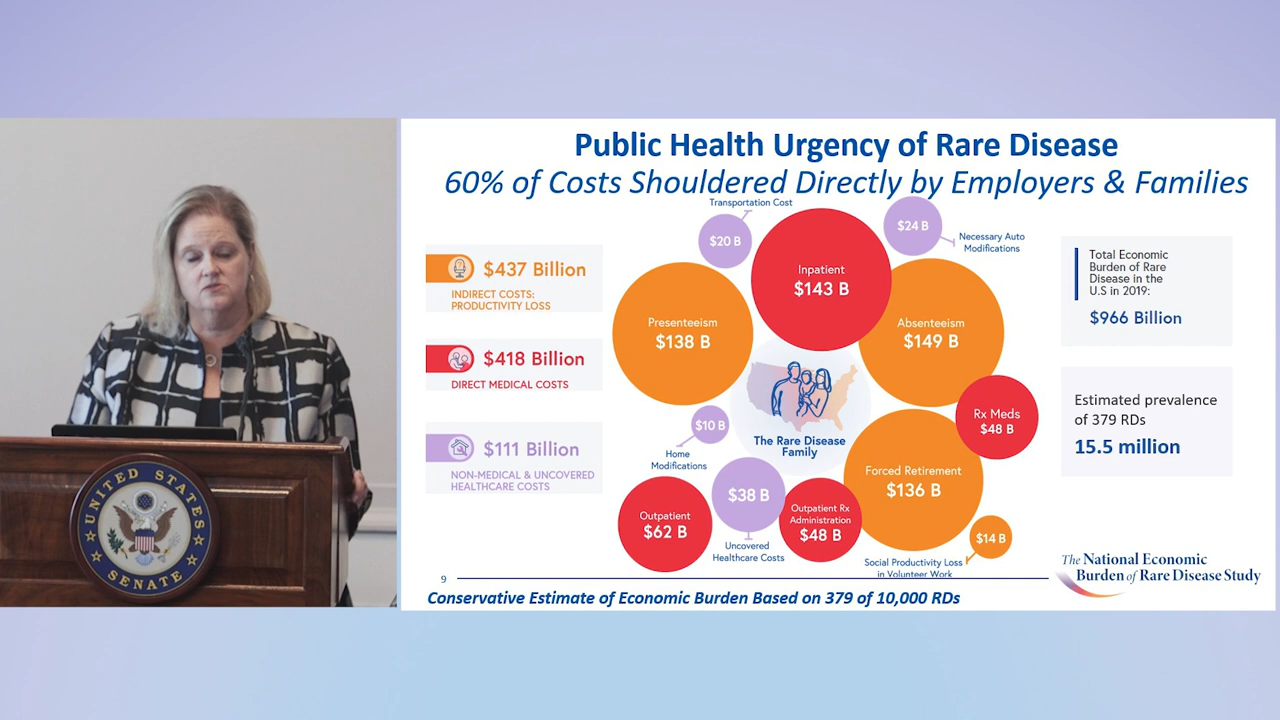 Public Health Urgency of Rare Disease
60% of Costs Shouldered Directly by Employers & Families
$437 Billion
INDIRECT COSTS:
PRODUCTIVITY LOSS
$418 Billion
DIRECT MEDICAL COSTS
$111 Billion
NON-MEDICAL & UNCOVERED
HEALTHCARE COSTS
Transportation Cost
$20 B
Inpatient
$143 B
$24 B
Necessary Auto
Modifications
Presenteeism
$138 B
Absenteeism
$149 B
The Rare Disease
Family
Rx Meds
$48 B
$10 B
Home
Modifications
Forced Retirement
$136 B
$38 B
Uncovered
Healthcare Costs
Outpatient
$62 B
Outpatient Rx
Administration
$48 B
$14 B
Social Productivity Loss
in Volunteer Work
Total Economic
Burden of Rare
Disease in the
U.S in 2019:
$966 Billion
Estimated prevalence
of 379 RDs
15.5 million
The National Economic
Burden of Rare Disease Study
9
Conservative Estimate of Economic Burden Based on 379 of 10,000 RDs
UNITED STATES
SENATE